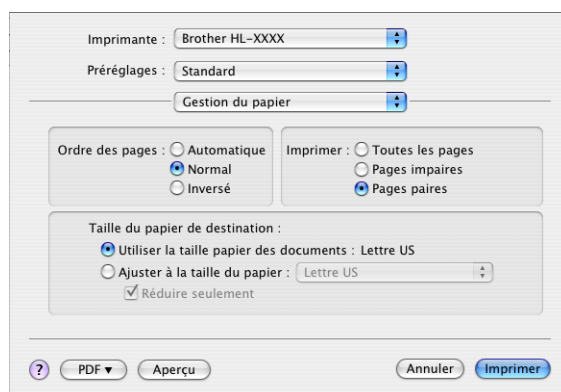 Imprimante : Brother HL-XXXX
Préréglages : Standard
Gestion du papier
Ordre des pages : Automatique
Normal
Inversé
Imprimer : Toutes les pages
Pages impaires
Pages paires
Taille du papier de destination :
Utiliser la taille papier des documents : Lettre US
Ajuster à la taille du papier : Lettre US
Réduire seulement
? PDF ▼ Aperçu Annuler Imprimer